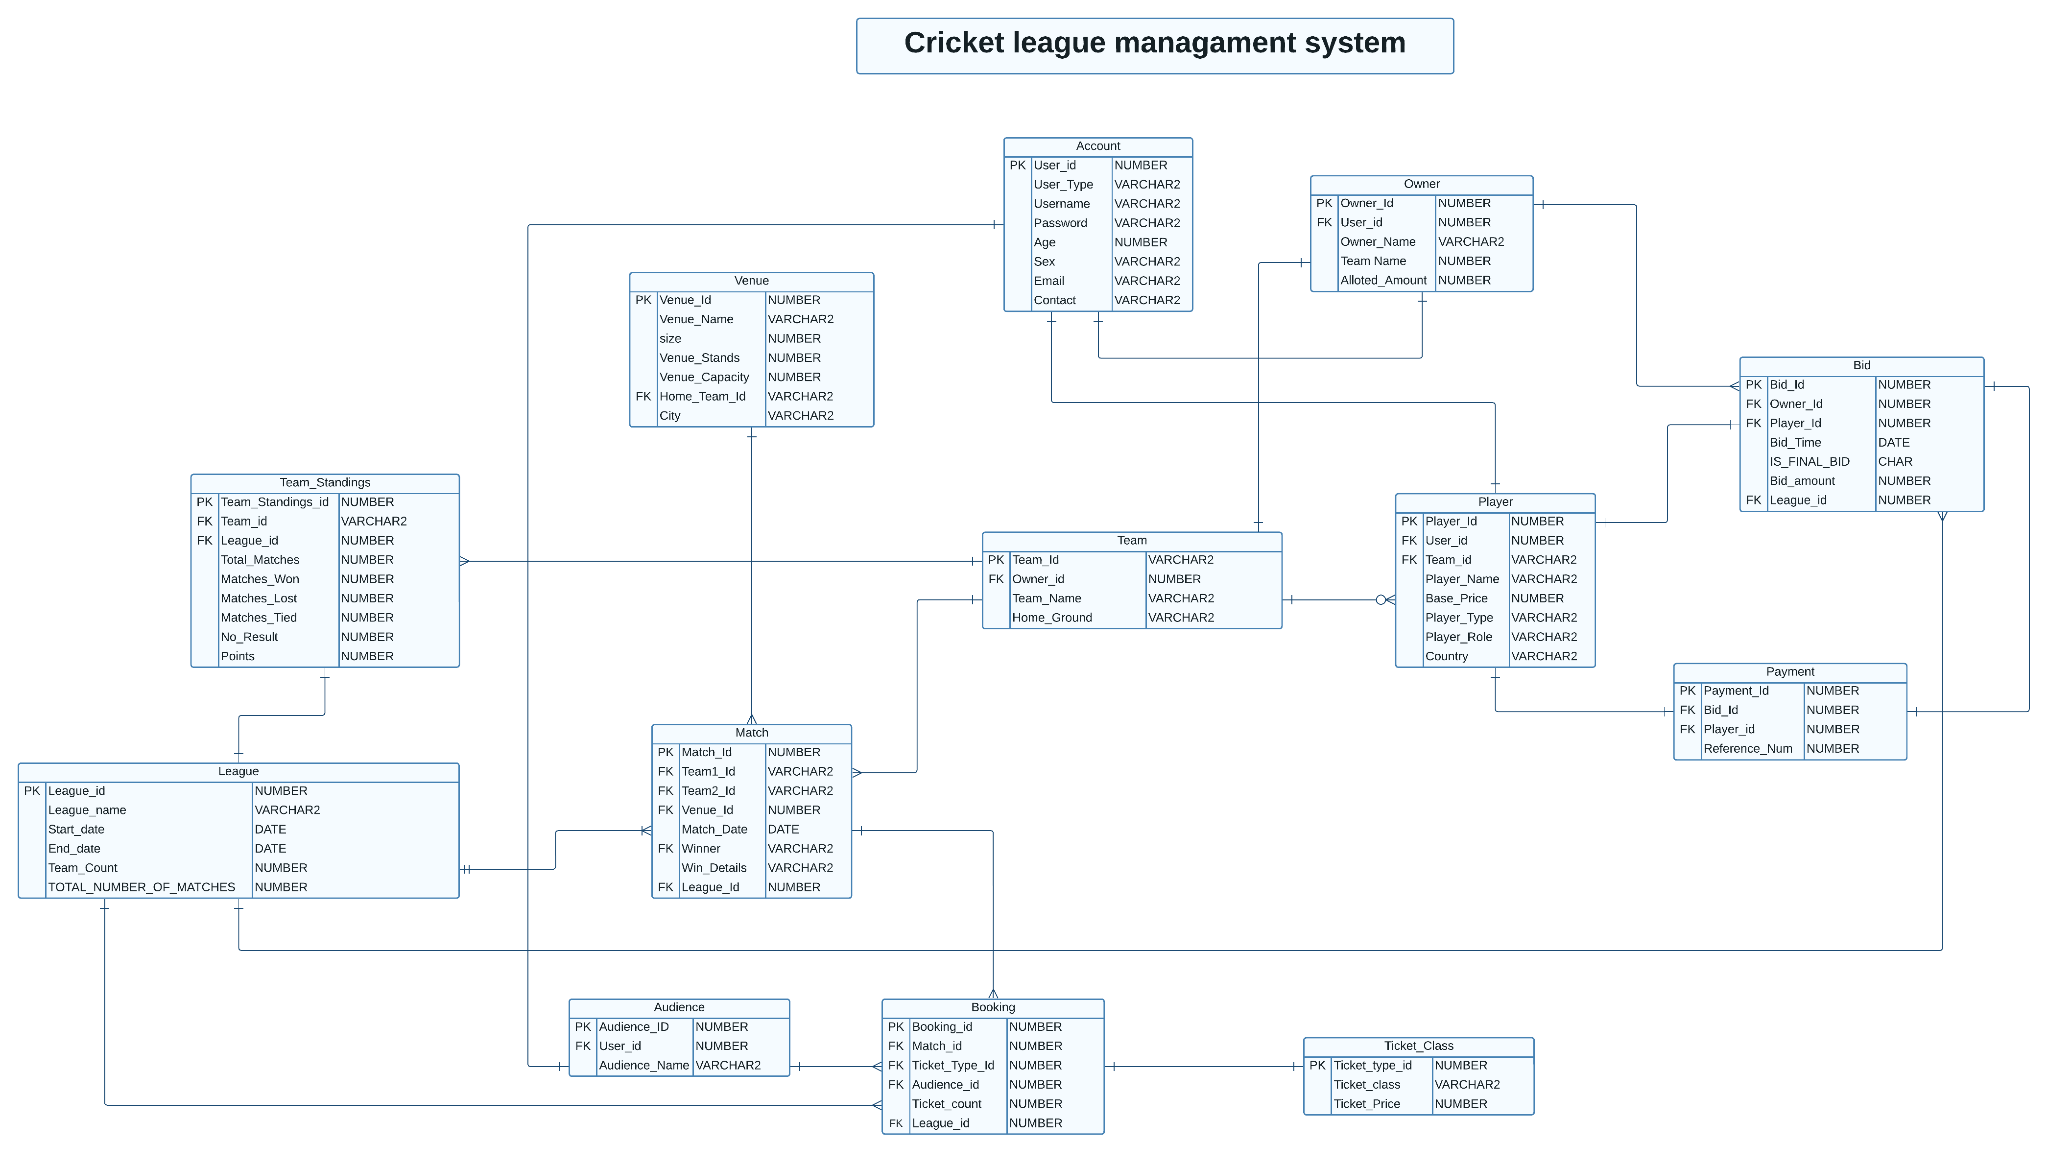 Cricket league managament system
Account
PK User_id NUMBER
User_Type VARCHAR2
Username VARCHAR2
Password VARCHAR2
Age NUMBER
Sex VARCHAR2
Email VARCHAR2
Contact VARCHAR2
Owner
PK Owner_Id NUMBER
FK User_id NUMBER
Owner_Name VARCHAR2
Team Name NUMBER
Alloted_Amount NUMBER
Venue
PK Venue_Id NUMBER
Venue_Name VARCHAR2
size NUMBER
Venue_Stands NUMBER
Venue_Capacity NUMBER
FK Home_Team_Id VARCHAR2
City VARCHAR2
Bid
PK Bid_Id NUMBER
FK Owner_Id NUMBER
FK Player_Id NUMBER
Bid_Time DATE
IS_FINAL_BID CHAR
Bid_amount NUMBER
FK League_id NUMBER
Team_Standings
PK Team_Standings_id NUMBER
FK Team_id VARCHAR2
FK League_id NUMBER
Total_Matches NUMBER
Matches_Won NUMBER
Matches_Lost NUMBER
Matches_Tied NUMBER
No_Result NUMBER
Points NUMBER
Team
PK Team_Id VARCHAR2
FK Owner_id NUMBER
Team_Name VARCHAR2
Home_Ground VARCHAR2
Player
PK Player_Id NUMBER
FK User_id NUMBER
FK Team_id VARCHAR2
Player_Name VARCHAR2
Base_Price NUMBER
Player_Type VARCHAR2
Player_Role VARCHAR2
Country VARCHAR2
Payment
PK Payment_Id NUMBER
FK Bid_Id NUMBER
FK Player_id NUMBER
Reference_Num NUMBER
League
PK League_id NUMBER
League_name VARCHAR2
Start_date DATE
End_date DATE
Team_Count NUMBER
TOTAL_NUMBER_OF_MATCHES NUMBER
Match
PK Match_Id NUMBER
FK Team1_Id VARCHAR2
FK Team2_Id VARCHAR2
FK Venue_Id NUMBER
Match_Date DATE
FK Winner VARCHAR2
Win_Details VARCHAR2
FK League_Id NUMBER
Audience
PK Audience_ID NUMBER
FK User_id NUMBER
Audience_Name VARCHAR2
Booking
PK Booking_id NUMBER
FK Match_id NUMBER
FK Ticket_Type_Id NUMBER
FK Audience_id NUMBER
Ticket_count NUMBER
FK League_id NUMBER
Ticket_Class
PK Ticket_type_id NUMBER
Ticket_class VARCHAR2
Ticket_Price NUMBER